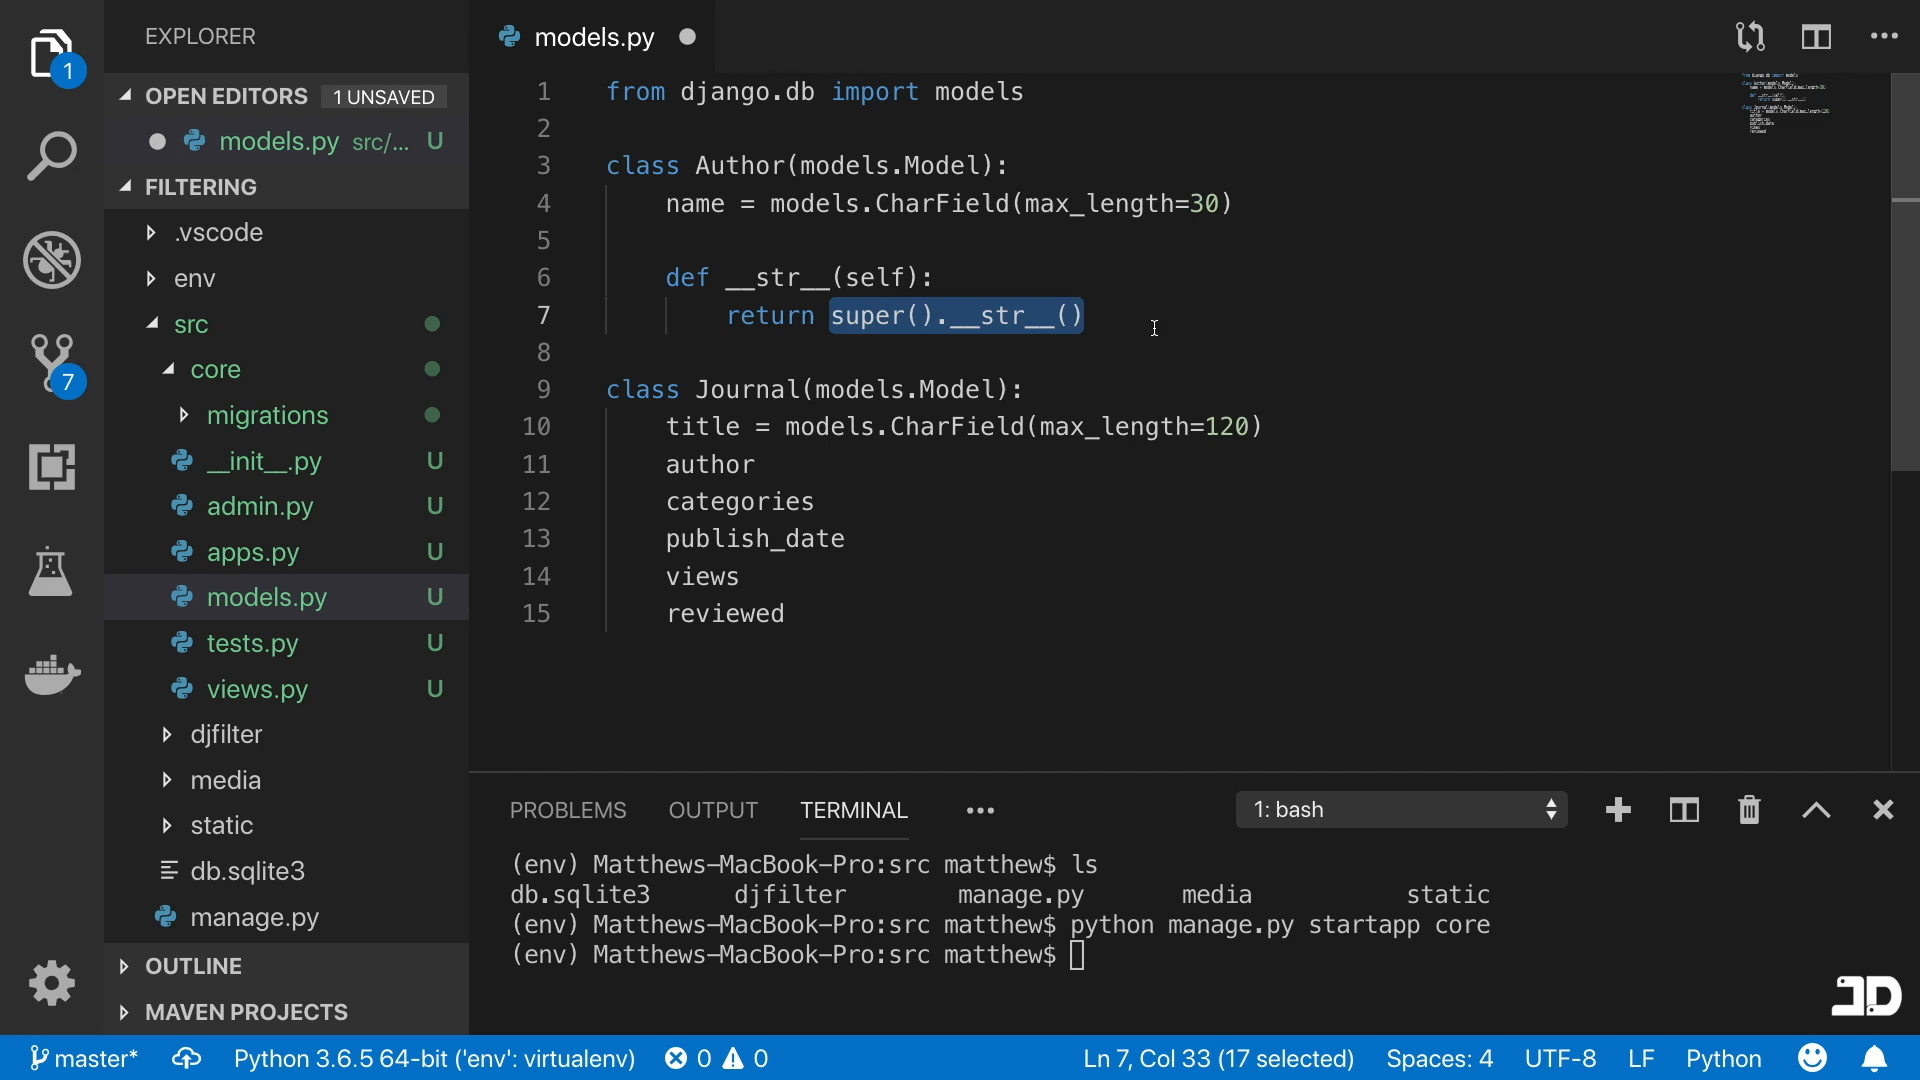 EXPLORER
1
OPEN EDITORS 1 UNSAVED
models.py src/... U
FILTERING
.vscode
env
src
core
migrations
__init__.py U
admin.py U
apps.py U
models.py U
tests.py U
views.py U
djfilter
media
static
db.sqlite3
manage.py
OUTLINE
MAVEN PROJECTS
7
models.py
1 from django.db import models
2
3 class Author(models.Model):
4 name = models.CharField(max_length=30)
5
6 def __str__(self):
7 return super().__str__()
8
9 class Journal(models.Model):
10 title = models.CharField(max_length=120)
11 author
12 categories
13 publish_date
14 views
15 reviewed
PROBLEMS OUTPUT TERMINAL 1: bash
(env) Matthews-MacBook-Pro:src matthew$ ls
db.sqlite3 djfilter manage.py media static
(env) Matthews-MacBook-Pro:src matthew$ python manage.py startapp core
(env) Matthews-MacBook-Pro:src matthew$
JD
master* Python 3.6.5 64-bit ('env': virtualenv) 0 0 Ln 7, Col 33 (17 selected) Spaces: 4 UTF-8 LF Python